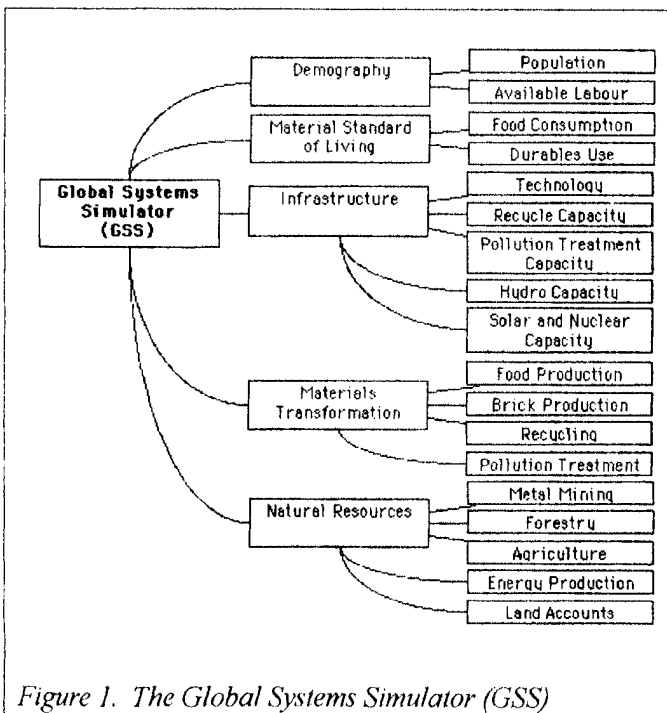 Demography
Population
Available Labour
Material Standard
of Living
Food Consumption
Durables Use
Global Systems
Simulator
(GSS)
Infrastructure
Technology
Recycle Capacity
Pollution Treatment
Capacity
Hydro Capacity
Solar and Nuclear
Capacity
Materials
Transformation
Food Production
Brick Production
Recycling
Pollution Treatment
Natural Resources
Metal Mining
Forestry
Agriculture
Energy Production
Land Accounts
Figure 1. The Global Systems Simulator (GSS)